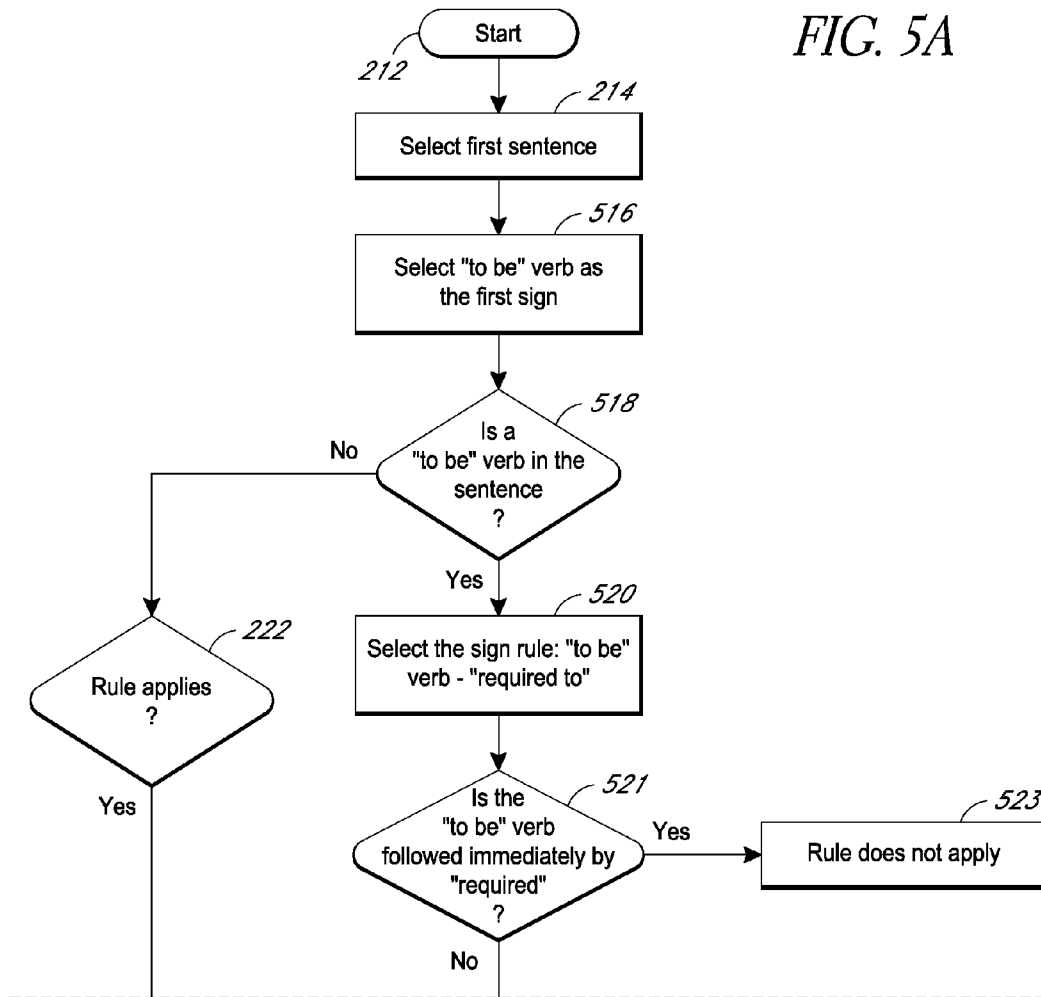 FIG. 5A
Start
212
214
Select first sentence
516
Select "to be" verb as
the first sign
518
Is a
"to be" verb in the
sentence
?
No
Yes
222
Rule applies
?
Yes
520
Select the sign rule: "to be"
verb - "required to"
521
Is the
"to be" verb
followed immediately by
"required"
?
Yes
523
Rule does not apply
No